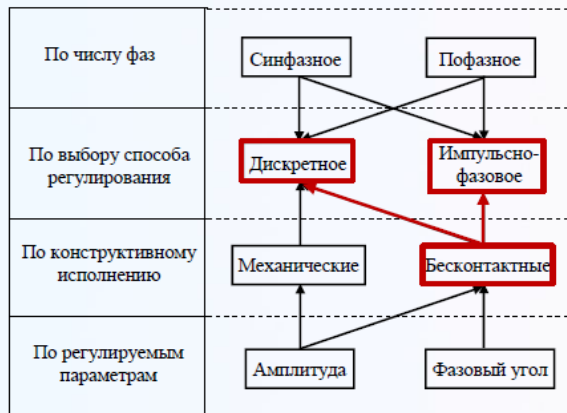 По числу фаз
Синфазное
Пофазное
По выбору способа
регулирования
Дискретное
Импульсно-
фазовое
По конструктивному
исполнению
Механические
Бесконтактные
По регулируемым
параметрам
Амплитуда
Фазовый угол